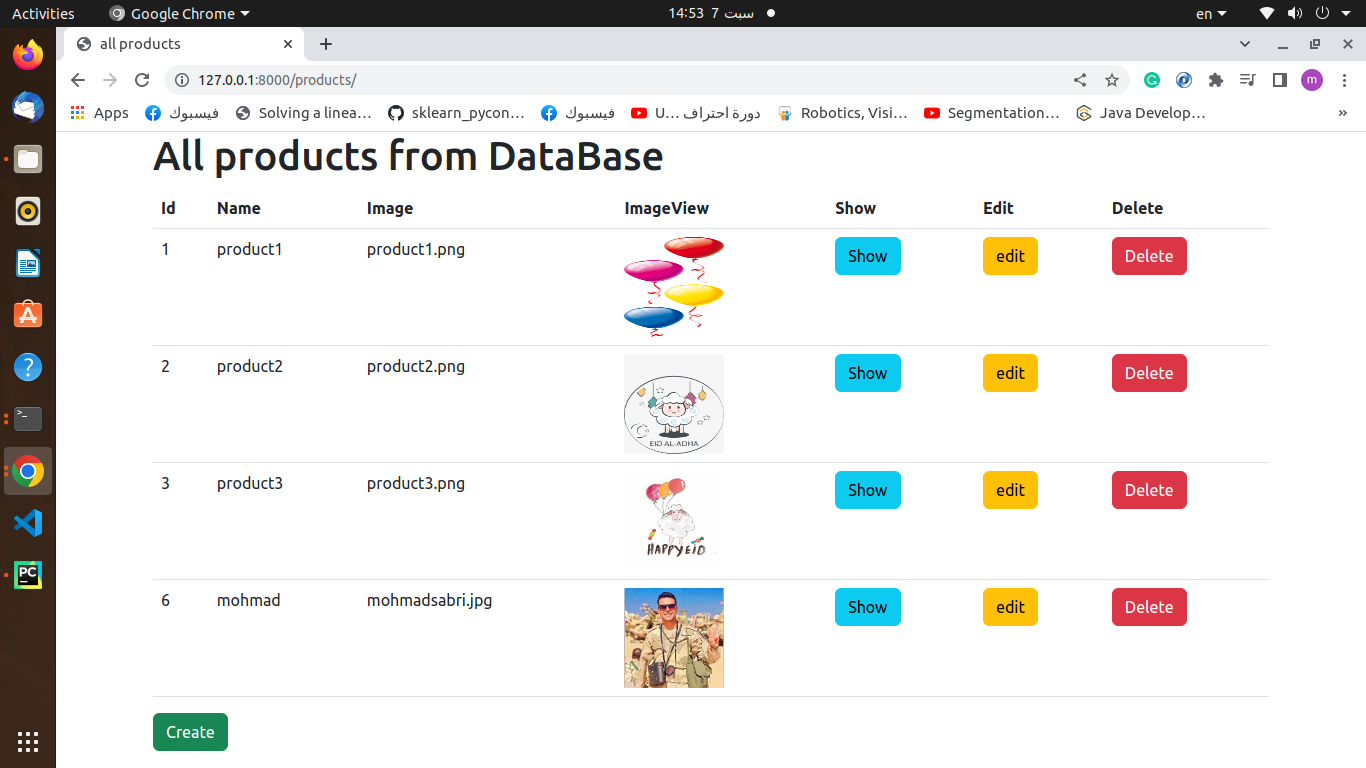 Activities Google Chrome 14:53 7 سبت en
all products
127.0.0.1:8000/products/ m
Apps فيسبوك Solving a linea… sklearn_pycon… فيسبوك دورة احتراف U… Robotics, Visi… Segmentation… Java Develop… »
All products from DataBase
Id Name Image ImageView Show Edit Delete
1 product1 product1.png Show edit Delete
2 product2 product2.png Show edit Delete
EID AL-ADHA
3 product3 product3.png Show edit Delete
HAPPY EID
6 mohmad mohmadsabri.jpg Show edit Delete
Create
PC